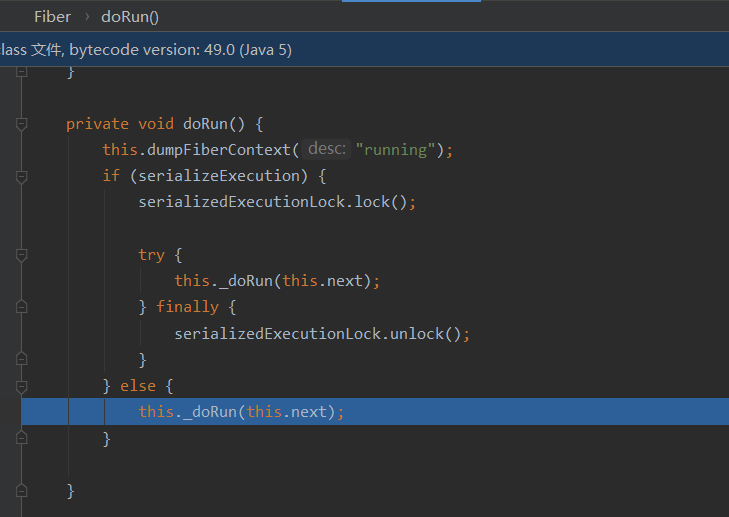 Fiber › doRun()
class 文件, bytecode version: 49.0 (Java 5)
}
private void doRun() {
this.dumpFiberContext( desc: "running");
if (serializeExecution) {
serializedExecutionLock.lock();
try {
this._doRun(this.next);
} finally {
serializedExecutionLock.unlock();
}
} else {
this._doRun(this.next);
}
}